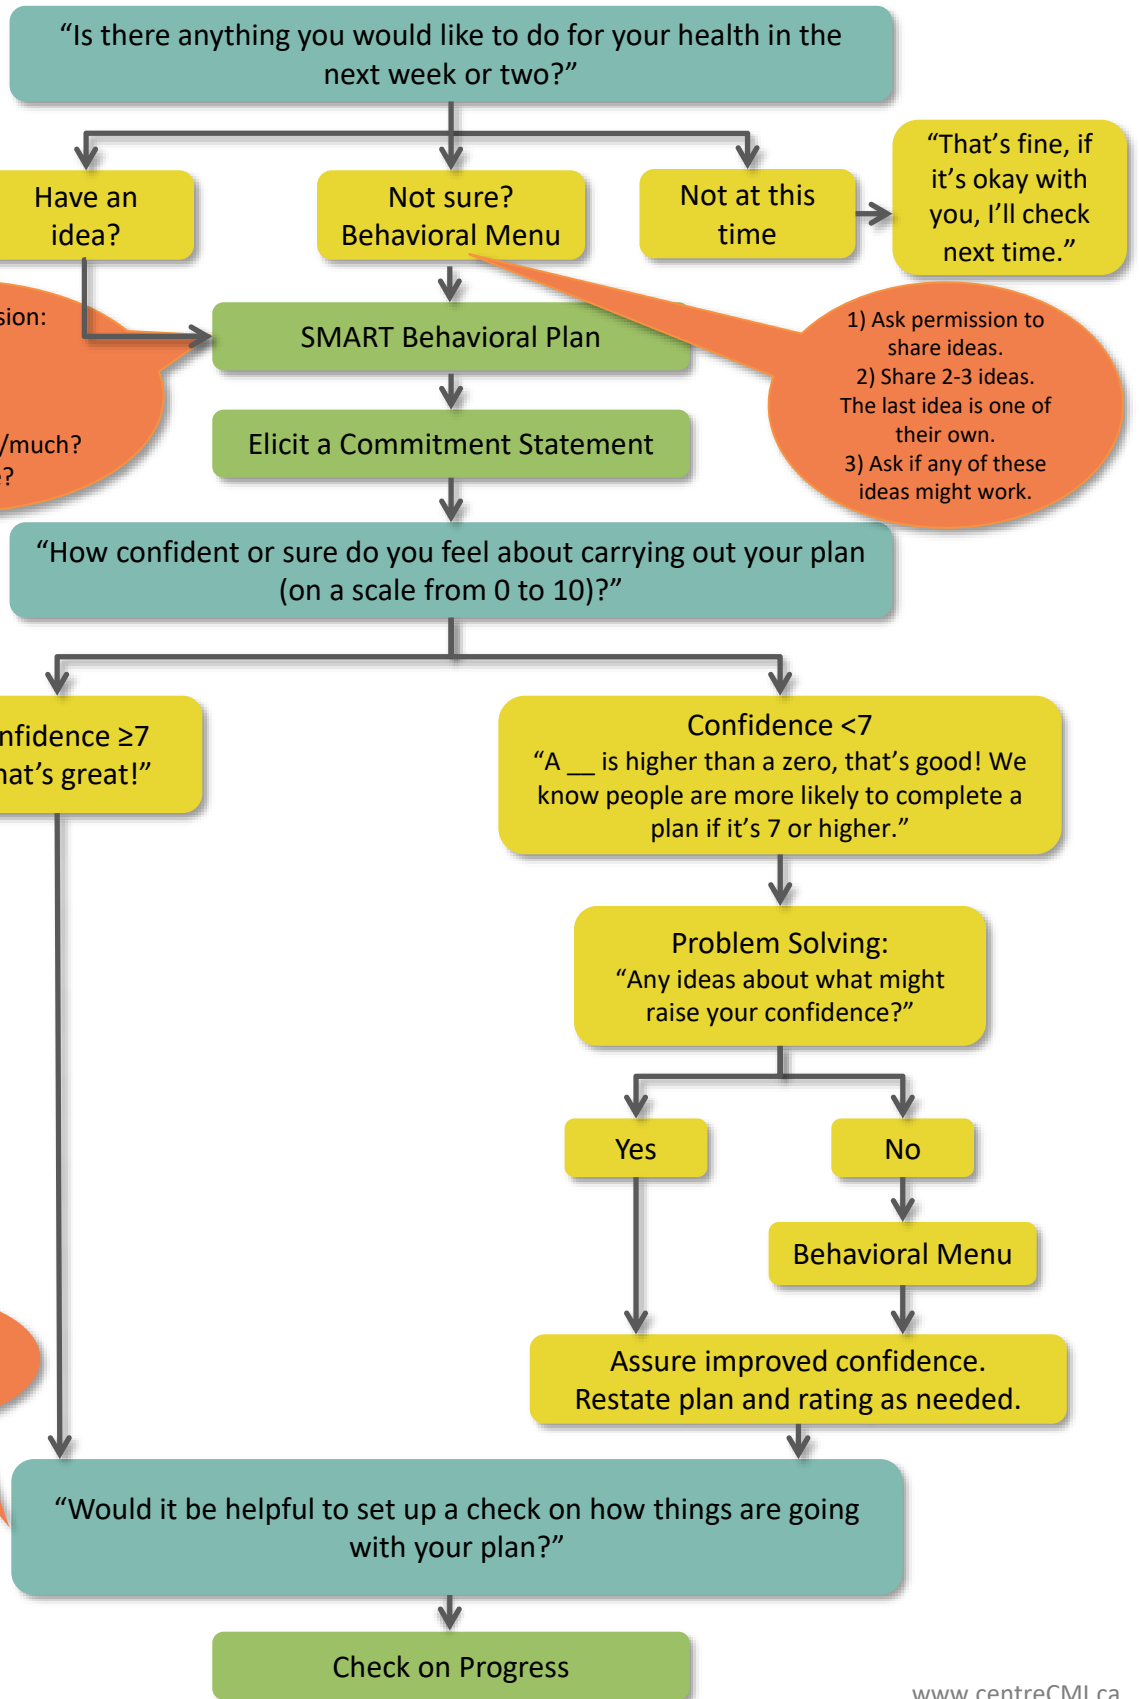 “Is there anything you would like to do for your health in the
next week or two?”
Have an
idea?
Not sure?
Behavioral Menu
Not at this
time
“That’s fine, if
it’s okay with
you, I’ll check
next time.”
sion:
/much?
e?
SMART Behavioral Plan
1) Ask permission to
share ideas.
2) Share 2-3 ideas.
The last idea is one of
their own.
3) Ask if any of these
ideas might work.
Elicit a Commitment Statement
“How confident or sure do you feel about carrying out your plan
(on a scale from 0 to 10)?”
nfidence ≥7
hat’s great!”
Confidence <7
“A __ is higher than a zero, that’s good! We
know people are more likely to complete a
plan if it’s 7 or higher.”
Problem Solving:
“Any ideas about what might
raise your confidence?”
Yes
No
Behavioral Menu
Assure improved confidence.
Restate plan and rating as needed.
“Would it be helpful to set up a check on how things are going
with your plan?”
Check on Progress
www.centreCMI.ca